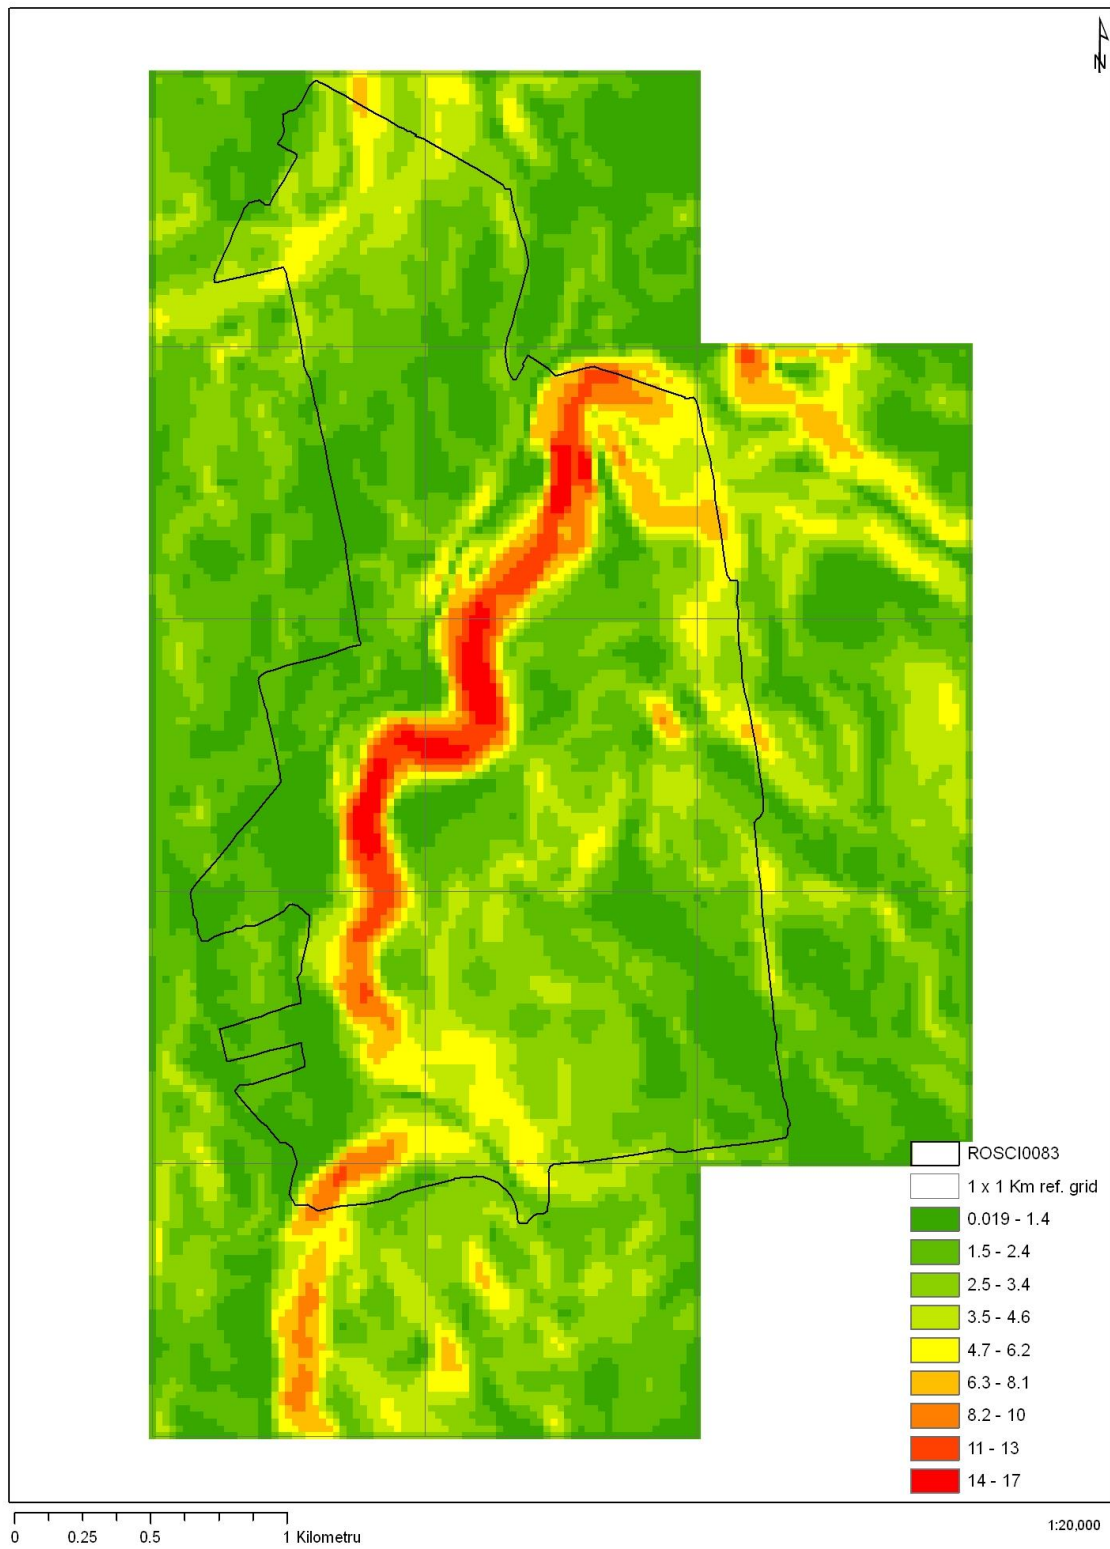 N
ROSCI0083
1 x 1 Km ref. grid
0.019 - 1.4
1.5 - 2.4
2.5 - 3.4
3.5 - 4.6
4.7 - 6.2
6.3 - 8.1
8.2 - 10
11 - 13
14 - 17
0 0.25 0.5 1 Kilometru
1:20,000